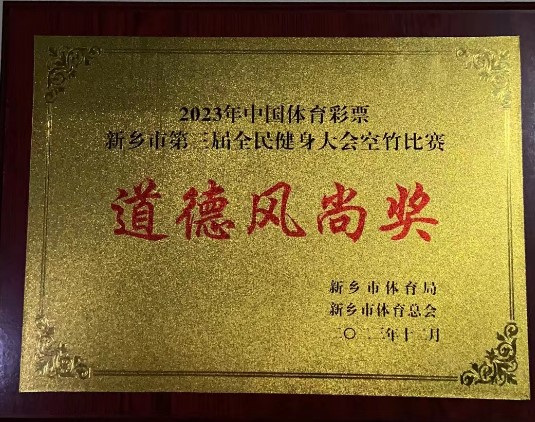 2023年中国体育彩票
新乡市第三届全民健身大会空竹比赛
道德风尚奖
新乡市体育局
新乡市体育总会
二〇二三年十二月